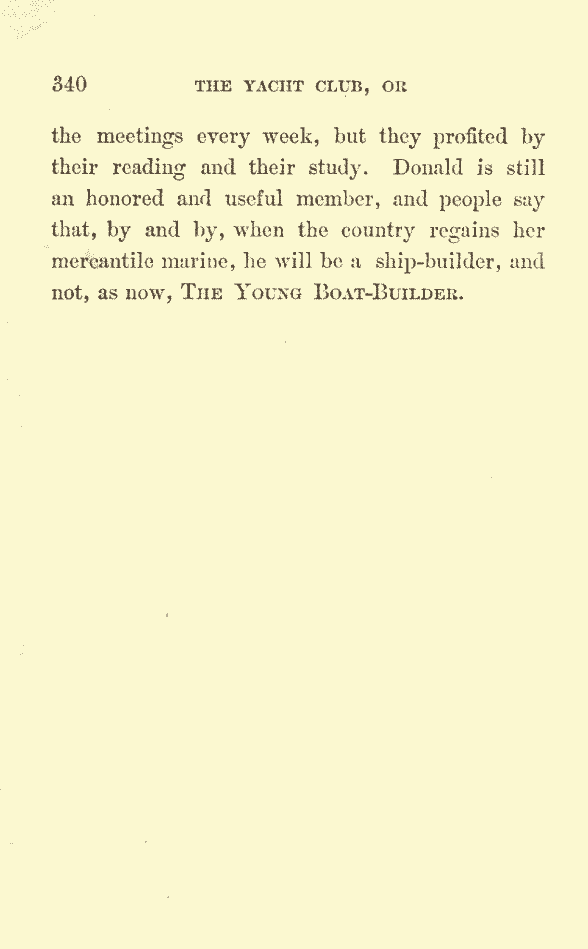 340 THE YACHT CLUB, OR
the meetings every week, but they profited by
their reading and their study. Donald is still
an honored and useful member, and people say
that, by and by, when the country regains her
mercantile marine, he will be a ship-builder, and
not, as now, THE YOUNG BOAT-BUILDER.